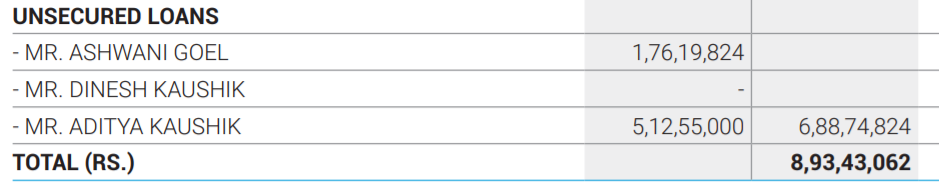 UNSECURED LOANS
- MR. ASHWANI GOEL 1,76,19,824
- MR. DINESH KAUSHIK -
- MR. ADITYA KAUSHIK 5,12,55,000 6,88,74,824
TOTAL (RS.) 8,93,43,062